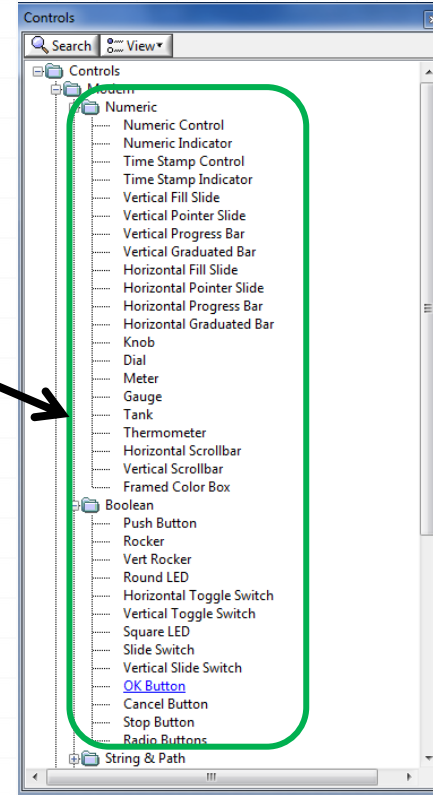 Controls
Search View
Controls
Modern
Numeric
Numeric Control
Numeric Indicator
Time Stamp Control
Time Stamp Indicator
Vertical Fill Slide
Vertical Pointer Slide
Vertical Progress Bar
Vertical Graduated Bar
Horizontal Fill Slide
Horizontal Pointer Slide
Horizontal Progress Bar
Horizontal Graduated Bar
Knob
Dial
Meter
Gauge
Tank
Thermometer
Horizontal Scrollbar
Vertical Scrollbar
Framed Color Box
Boolean
Push Button
Rocker
Vert Rocker
Round LED
Horizontal Toggle Switch
Vertical Toggle Switch
Square LED
Slide Switch
Vertical Slide Switch
OK Button
Cancel Button
Stop Button
Radio Buttons
String & Path